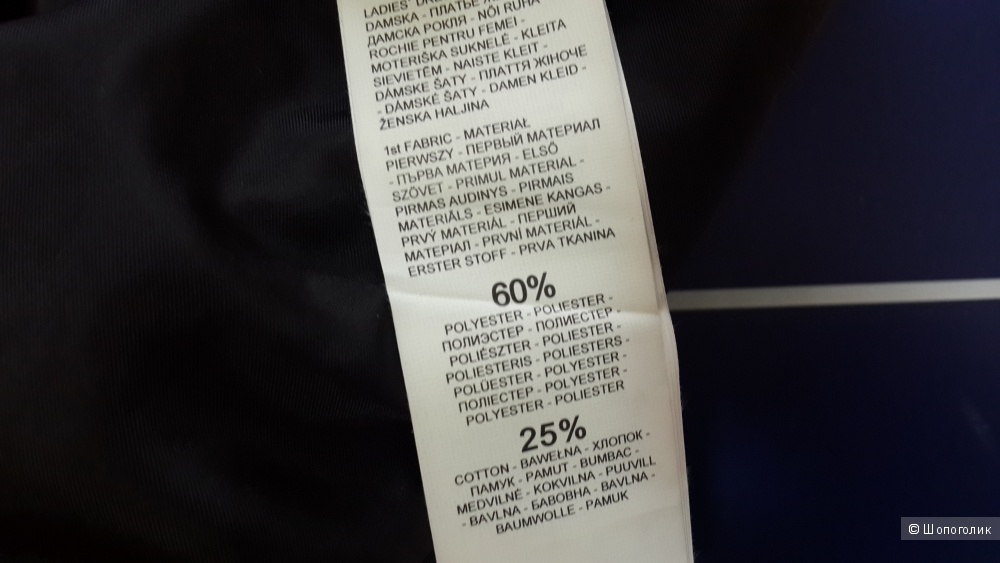 LADIES'
DAMSKA - ПЛАТЬЕ
ДАМСКА РОКЛЯ - NŐI RUHA
ROCHIE PENTRU FEMEI -
MOTERIŠKA SUKNELĖ - KLEITA
SIEVIETĒM - NAISTE KLEIT -
DÁMSKE ŠATY - ПЛАТТЯ ЖІНОЧЕ
- DÁMSKÉ ŠATY - DAMEN KLEID -
ŽENSKA HALJINA
1st FABRIC - MATERIAŁ
PIERWSZY - ПЕРВЫЙ МАТЕРИАЛ
- ПЪРВА МАТЕРИЯ - ELSŐ
SZÖVET - PRIMUL MATERIAL -
PIRMAS AUDINYS - PIRMAIS
MATERIĀLS - ESIMENE KANGAS -
PRVÝ MATERIÁL - ПЕРШИЙ
МАТЕРІАЛ - PRVNÍ MATERIÁL -
ERSTER STOFF - PRVA TKANINA
60%
POLYESTER - POLIESTER -
ПОЛИЭСТЕР - ПОЛИЕСТЕР -
POLIÉSZTER - POLIESTER -
POLIESTERIS - POLIESTERS -
POLÜESTER - POLYESTER -
ПОЛІЕСТЕР - POLYESTER -
POLYESTER - POLIESTER
25%
COTTON - BAWEŁNA - ХЛОПОК -
ПАМУК - PAMUT - BUMBAC -
MEDVILNĖ - KOKVILNA - PUUVILL
- BAVLNA - БАВОВНА - BAVLNA -
BAUMWOLLE - PAMUK
© Шопоголик